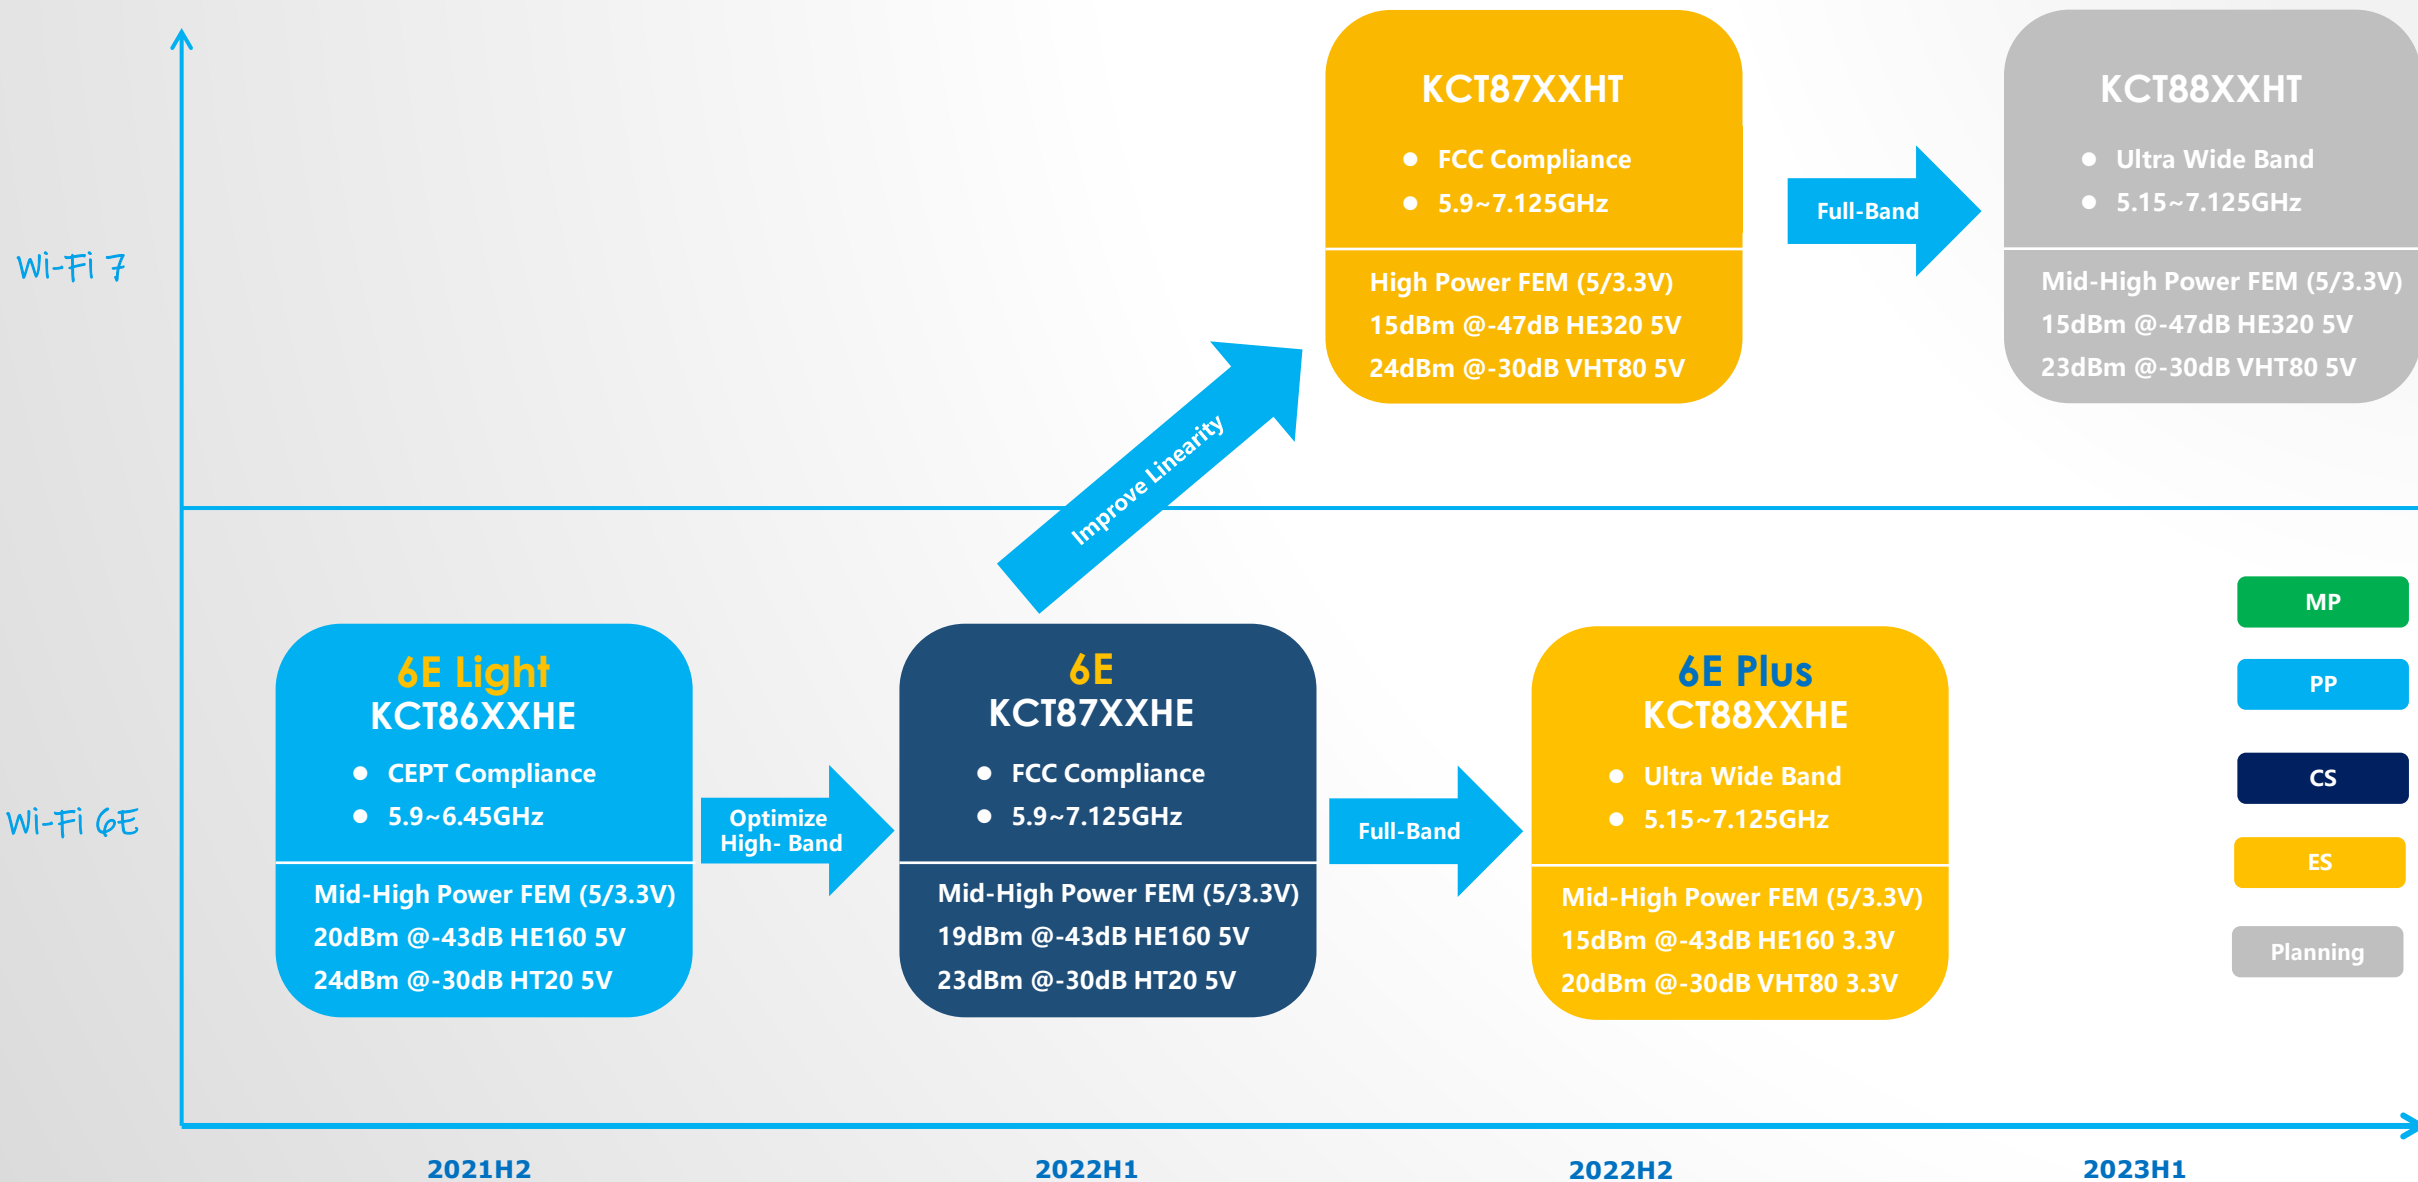 KCT87XXHT
● FCC Compliance
● 5.9~7.125GHz
High Power FEM (5/3.3V)
15dBm @-47dB HE320 5V
24dBm @-30dB VHT80 5V
Full-Band
KCT88XXHT
● Ultra Wide Band
● 5.15~7.125GHz
Mid-High Power FEM (5/3.3V)
15dBm @-47dB HE320 5V
23dBm @-30dB VHT80 5V
Wi-Fi 7
Improve Linearity
Wi-Fi 6E
6E Light
KCT86XXHE
● CEPT Compliance
● 5.9~6.45GHz
Mid-High Power FEM (5/3.3V)
20dBm @-43dB HE160 5V
24dBm @-30dB HT20 5V
Optimize
High- Band
6E
KCT87XXHE
● FCC Compliance
● 5.9~7.125GHz
Mid-High Power FEM (5/3.3V)
19dBm @-43dB HE160 5V
23dBm @-30dB HT20 5V
Full-Band
6E Plus
KCT88XXHE
● Ultra Wide Band
● 5.15~7.125GHz
Mid-High Power FEM (5/3.3V)
15dBm @-43dB HE160 3.3V
20dBm @-30dB VHT80 3.3V
MP
PP
CS
ES
Planning
2021H2
2022H1
2022H2
2023H1